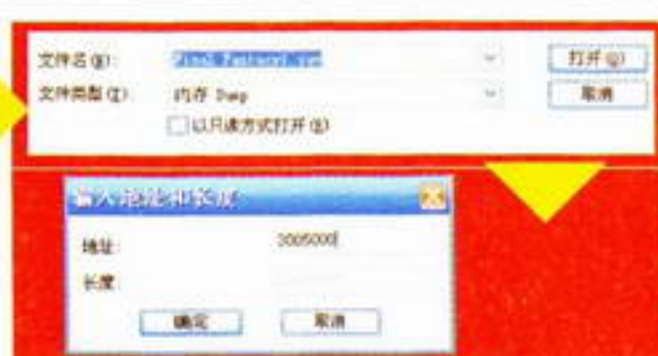 文件名(N): 打开(O)
文件类型(T): 内存 Dump 取消
以只读方式打开(R)
输入地址和长度
地址: 3005000
长度:
确定 取消